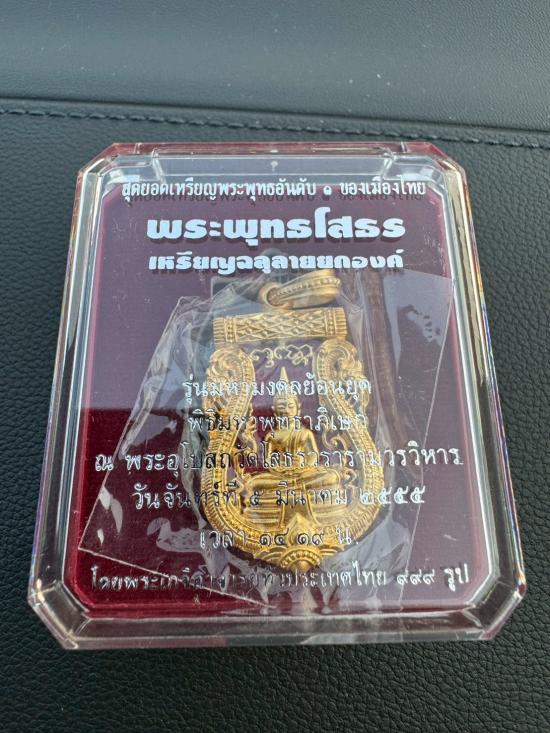 สุดยอดเหรียญพระพุทธอันดับ ๑ ของเมืองไทย
พระพุทธโสธร
เหรียญฉลุลายยกองค์
รุ่นมหามงคลย้อนยุค
พิธีมหาพุทธาภิเษก
ณ พระอุโบสถวัดโสธรวรารามวรวิหาร
วันจันทร์ที่ ๕ มีนาคม ๒๕๕๕
เวลา ๑๔.๑๙ น.
โดยพระเกจิอาจารย์ทั่วประเทศไทย ๙๙๙ รูป